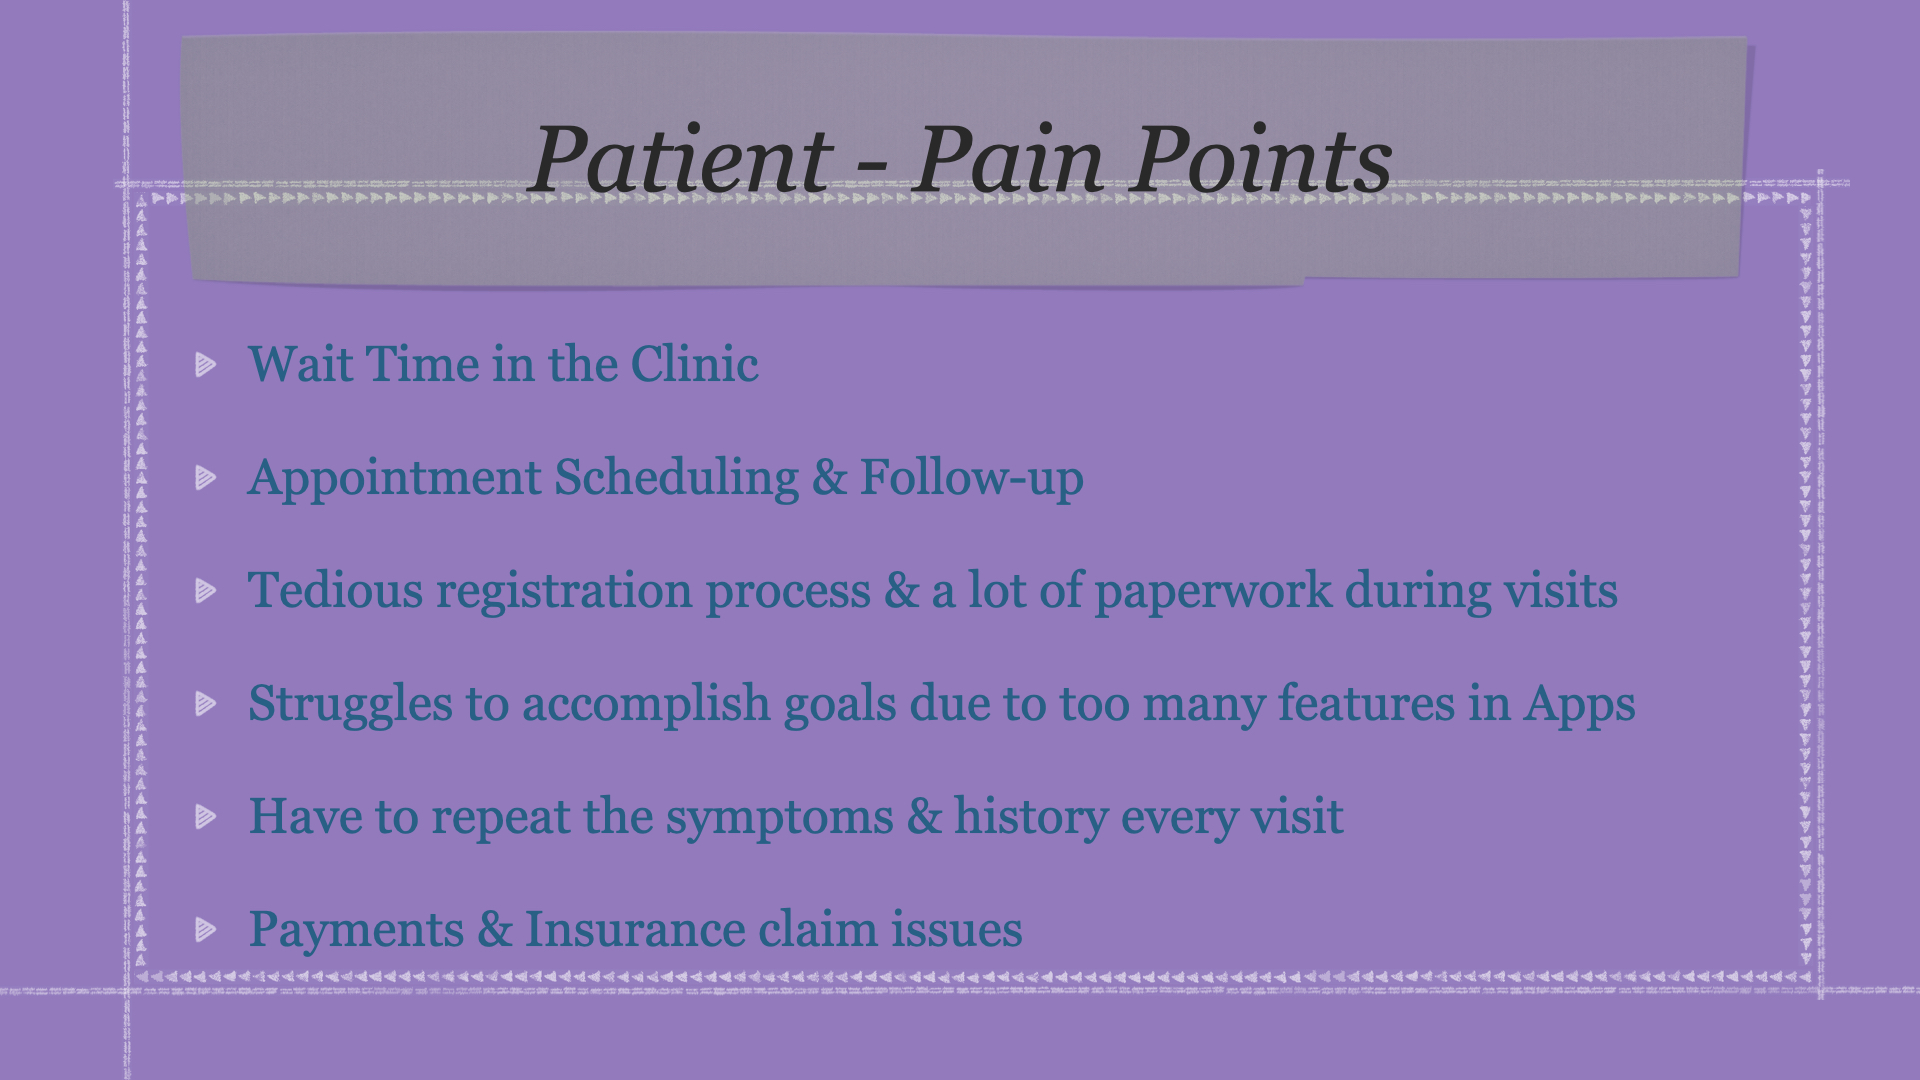 Patient - Pain Points
Wait Time in the Clinic
Appointment Scheduling & Follow-up
Tedious registration process & a lot of paperwork during visits
Struggles to accomplish goals due to too many features in Apps
Have to repeat the symptoms & history every visit
Payments & Insurance claim issues